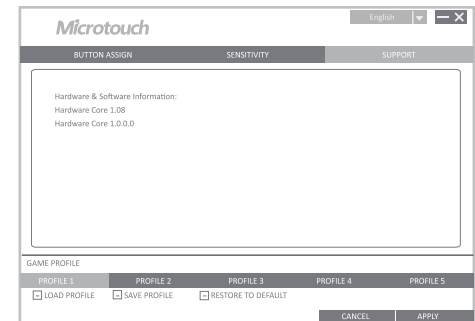 Microtouch
English
BUTTON ASSIGN SENSITIVITY SUPPORT
Hardware & Software Information:
Hardware Core 1.08
Hardware Core 1.0.0.0
GAME PROFILE
PROFILE 1 PROFILE 2 PROFILE 3 PROFILE 4 PROFILE 5
LOAD PROFILE SAVE PROFILE RESTORE TO DEFAULT
CANCEL APPLY